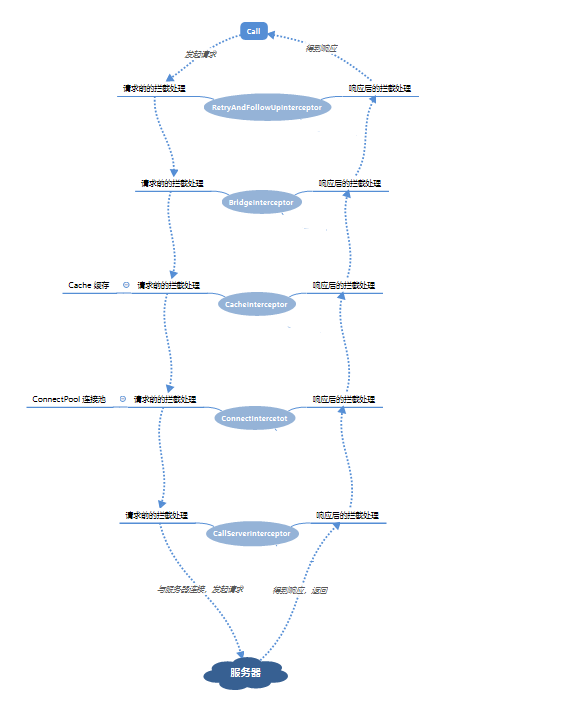 Call
发起请求
得到响应
请求前的拦截处理
响应后的拦截处理
RetryAndFollowUpInterceptor
请求前的拦截处理
响应后的拦截处理
BridgeInterceptor
Cache 缓存
请求前的拦截处理
响应后的拦截处理
CacheInterceptor
ConnectPool 连接池
请求前的拦截处理
响应后的拦截处理
ConnectIntercetot
请求前的拦截处理
响应后的拦截处理
CallServerInterceptor
与服务器连接，发起请求
得到响应，返回
服务器